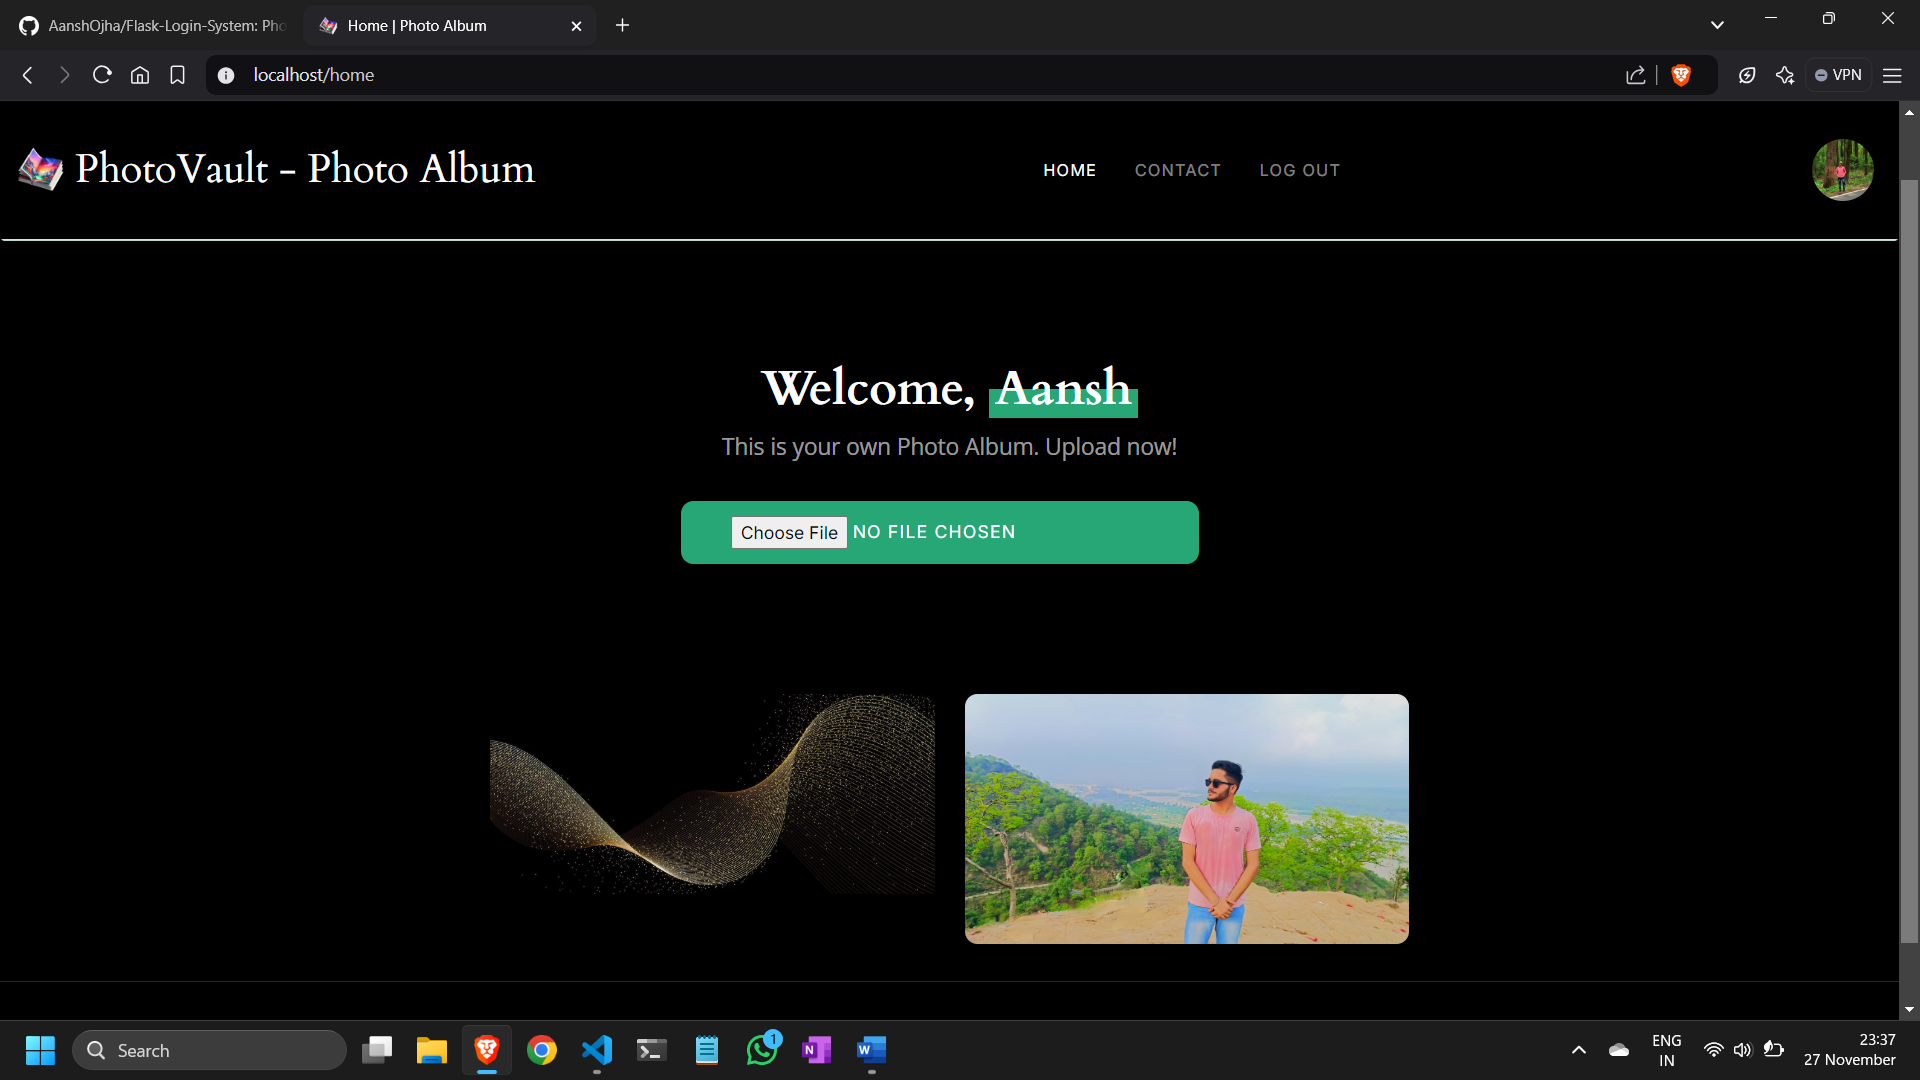 AanshOjha/Flask-Login-System: Pho
Home | Photo Album
localhost/home
VPN
PhotoVault - Photo Album
HOME
CONTACT
LOG OUT
Welcome, Aansh
This is your own Photo Album. Upload now!
Choose File NO FILE CHOSEN
Search
1
N
W
ENG
IN
23:37
27 November